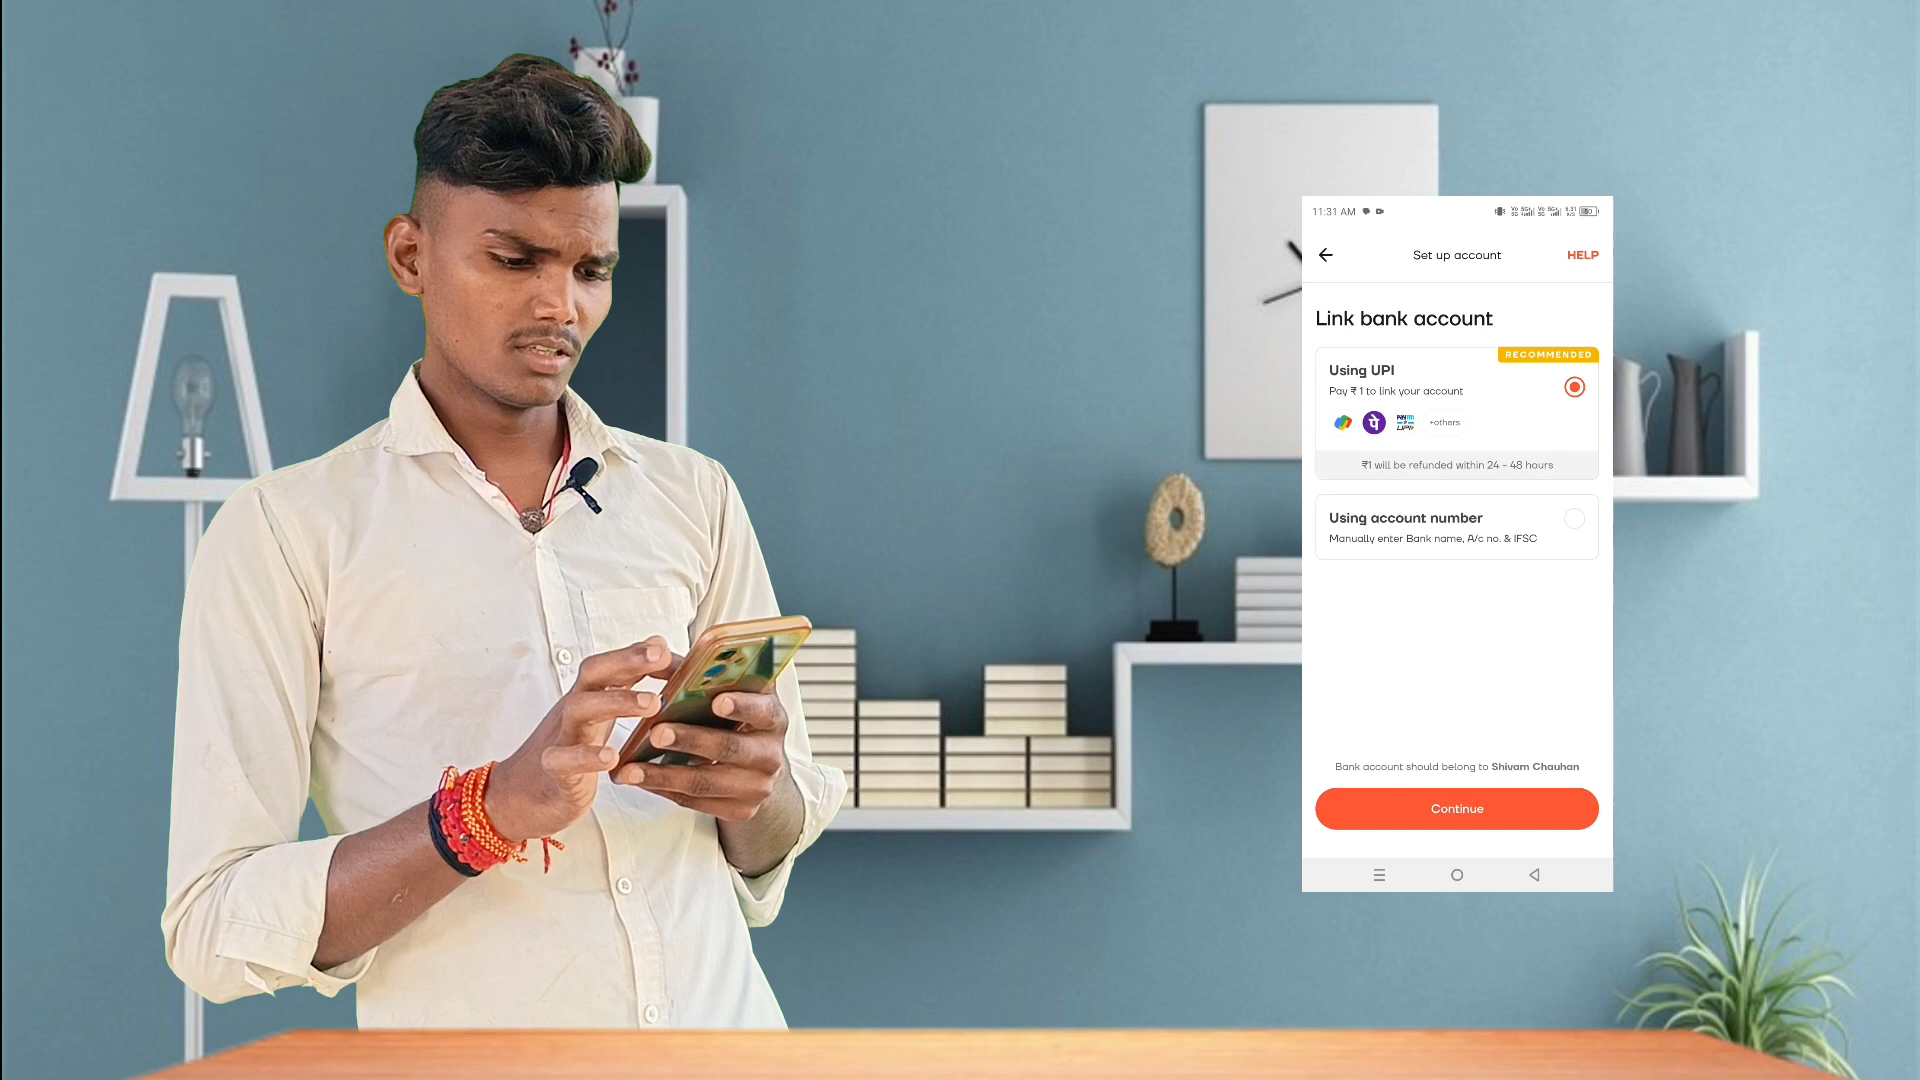 11:31 AM
Set up account
HELP
Link bank account
RECOMMENDED
Using UPI
Pay ₹ 1 to link your account
पे
+others
₹1 will be refunded within 24 - 48 hours
Using account number
Manually enter Bank name, A/c no. & IFSC
Bank account should belong to Shivam Chauhan
Continue